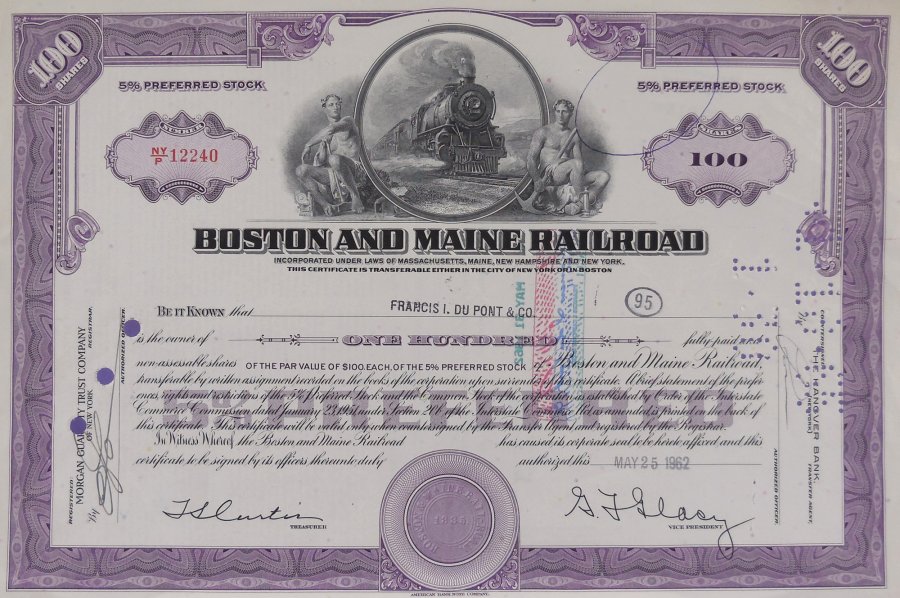 100 SHARES
100 SHARES
5% PREFERRED STOCK
5% PREFERRED STOCK
NUMBER
NY/P 12240
SHARES
100
BOSTON AND MAINE RAILROAD
INCORPORATED UNDER LAWS OF MASSACHUSETTS, MAINE, NEW HAMPSHIRE AND NEW YORK.
THIS CERTIFICATE IS TRANSFERABLE EITHER IN THE CITY OF NEW YORK OR IN BOSTON
BE IT KNOWN that FRANCIS I. DU PONT & CO. 95
is the owner of ONE HUNDRED fully paid and
non-assessable shares OF THE PAR VALUE OF $100. EACH, OF THE 5% PREFERRED STOCK of Boston and Maine Railroad,
transferable by written assignment recorded on the books of the corporation upon surrender of this certificate. A brief statement of the prefer-
ences, rights and restrictions of the 5% Preferred Stock and the Common Stock of the corporation as established by Order of the Interstate
Commerce Commission dated January 23, 1951, under Section 20b of the Interstate Commerce Act as amended is printed on the back of
this certificate. This certificate will be valid only when countersigned by the Transfer Agent and registered by the Registrar.
In Witness Whereof the Boston and Maine Railroad has caused its corporate seal to be hereto affixed and this
certificate to be signed by its officers thereunto duly authorized this MAY 25 1962
TREASURER
VICE PRESIDENT
REGISTERED
MORGAN GUARANTY TRUST COMPANY
OF NEW YORK
REGISTRAR,
By
AUTHORIZED OFFICER.
COUNTERSIGNED
THE HANOVER BANK,
(NEW YORK)
TRANSFER AGENT,
By
AUTHORIZED OFFICER
AMERICAN BANK NOTE COMPANY.